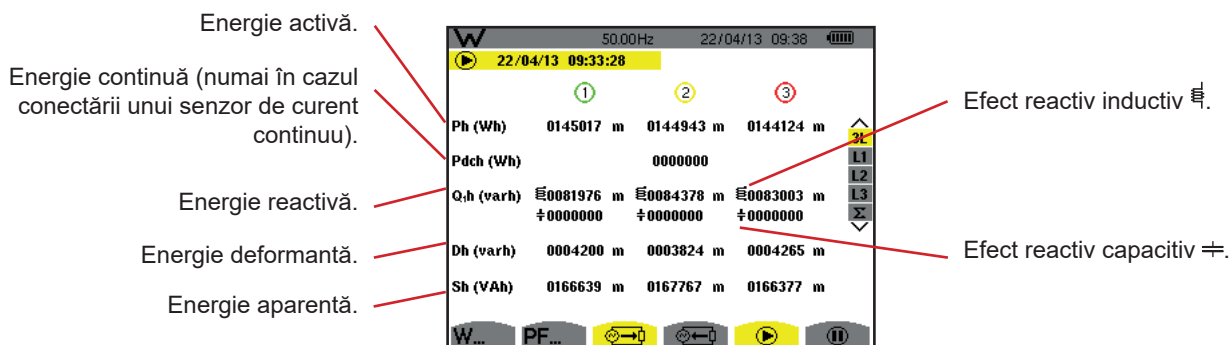 Energie activă.
Energie continuă (numai în cazul
conectării unui senzor de curent
continuu).
Energie reactivă.
Energie deformantă.
Energie aparentă.
W 50.00Hz 22/04/13 09:38
22/04/13 09:33:28
1 2 3
Ph (Wh) 0145017 m 0144943 m 0144124 m
Pdch (Wh) 0000000
Q₁h (varh) 0081976 m 0084378 m 0083003 m
0000000 0000000 0000000
Dh (varh) 0004200 m 0003824 m 0004265 m
Sh (VAh) 0166639 m 0167767 m 0166377 m
3L
L1
L2
L3
Σ
W... PF...
Efect reactiv inductiv .
Efect reactiv capacitiv .